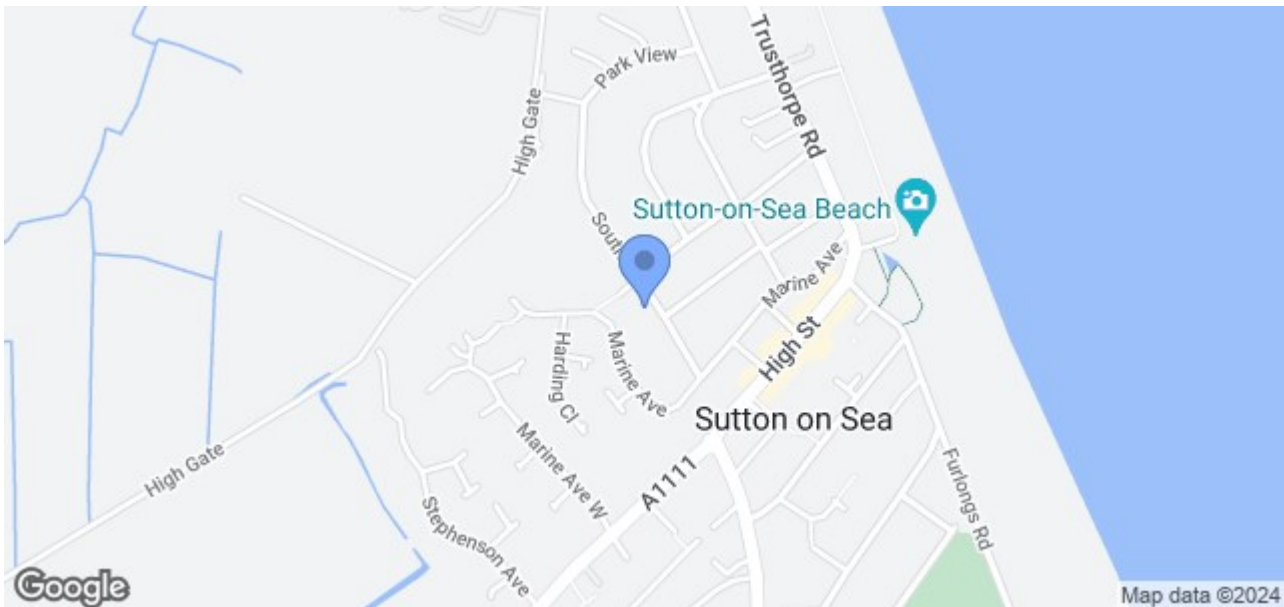 Park View
Trusthorpe Rd
High Gate
Sutton-on-Sea Beach
Marine Ave
High St
Harding Cl
Marine Ave
Sutton on Sea
High Gate
Marine Ave W
A1111
Furlongs Rd
Stephenson Ave
Google
Map data ©2024